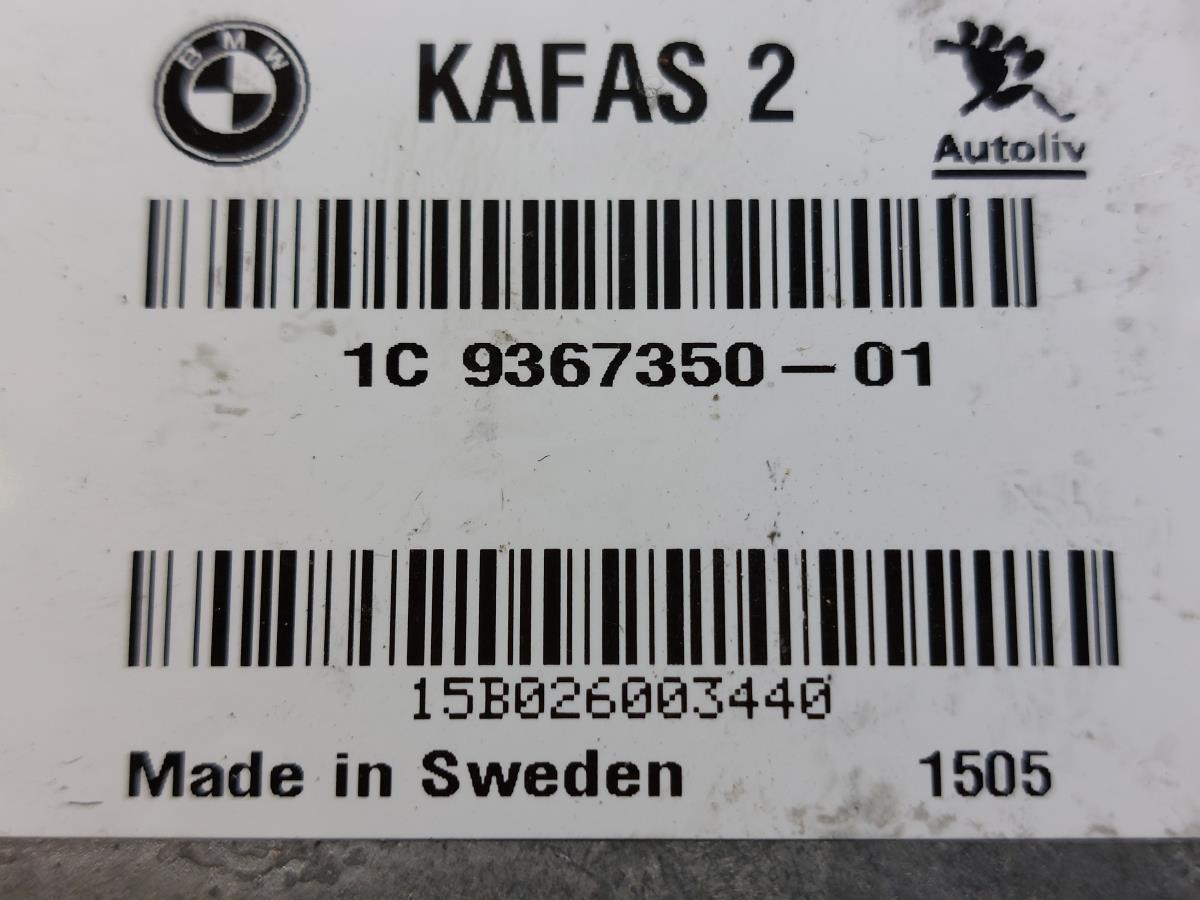 BMW KAFAS 2
Autoliv
1C 9367350-01
15B026003440
Made in Sweden 1505